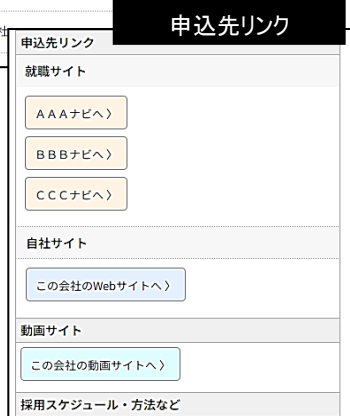 申込先リンク
申込先リンク
就職サイト
ＡＡＡナビへ 〉
ＢＢＢナビへ 〉
ＣＣＣナビへ 〉
自社サイト
この会社のWebサイトへ 〉
動画サイト
この会社の動画サイトへ 〉
採用スケジュール・方法など